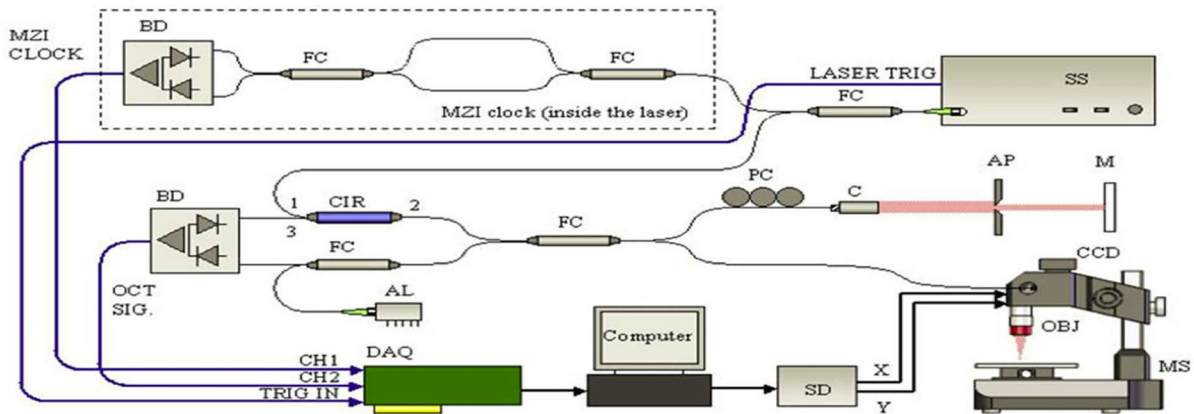 MZI
CLOCK
BD
FC
FC
MZI clock (inside the laser)
LASER TRIG
FC
SS
BD
1
CIR
2
3
FC
FC
PC
C
AP
M
CCD
OCT
SIG.
AL
OBJ
Computer
DAQ
CH1
CH2
TRIG IN
SD
X
Y
MS